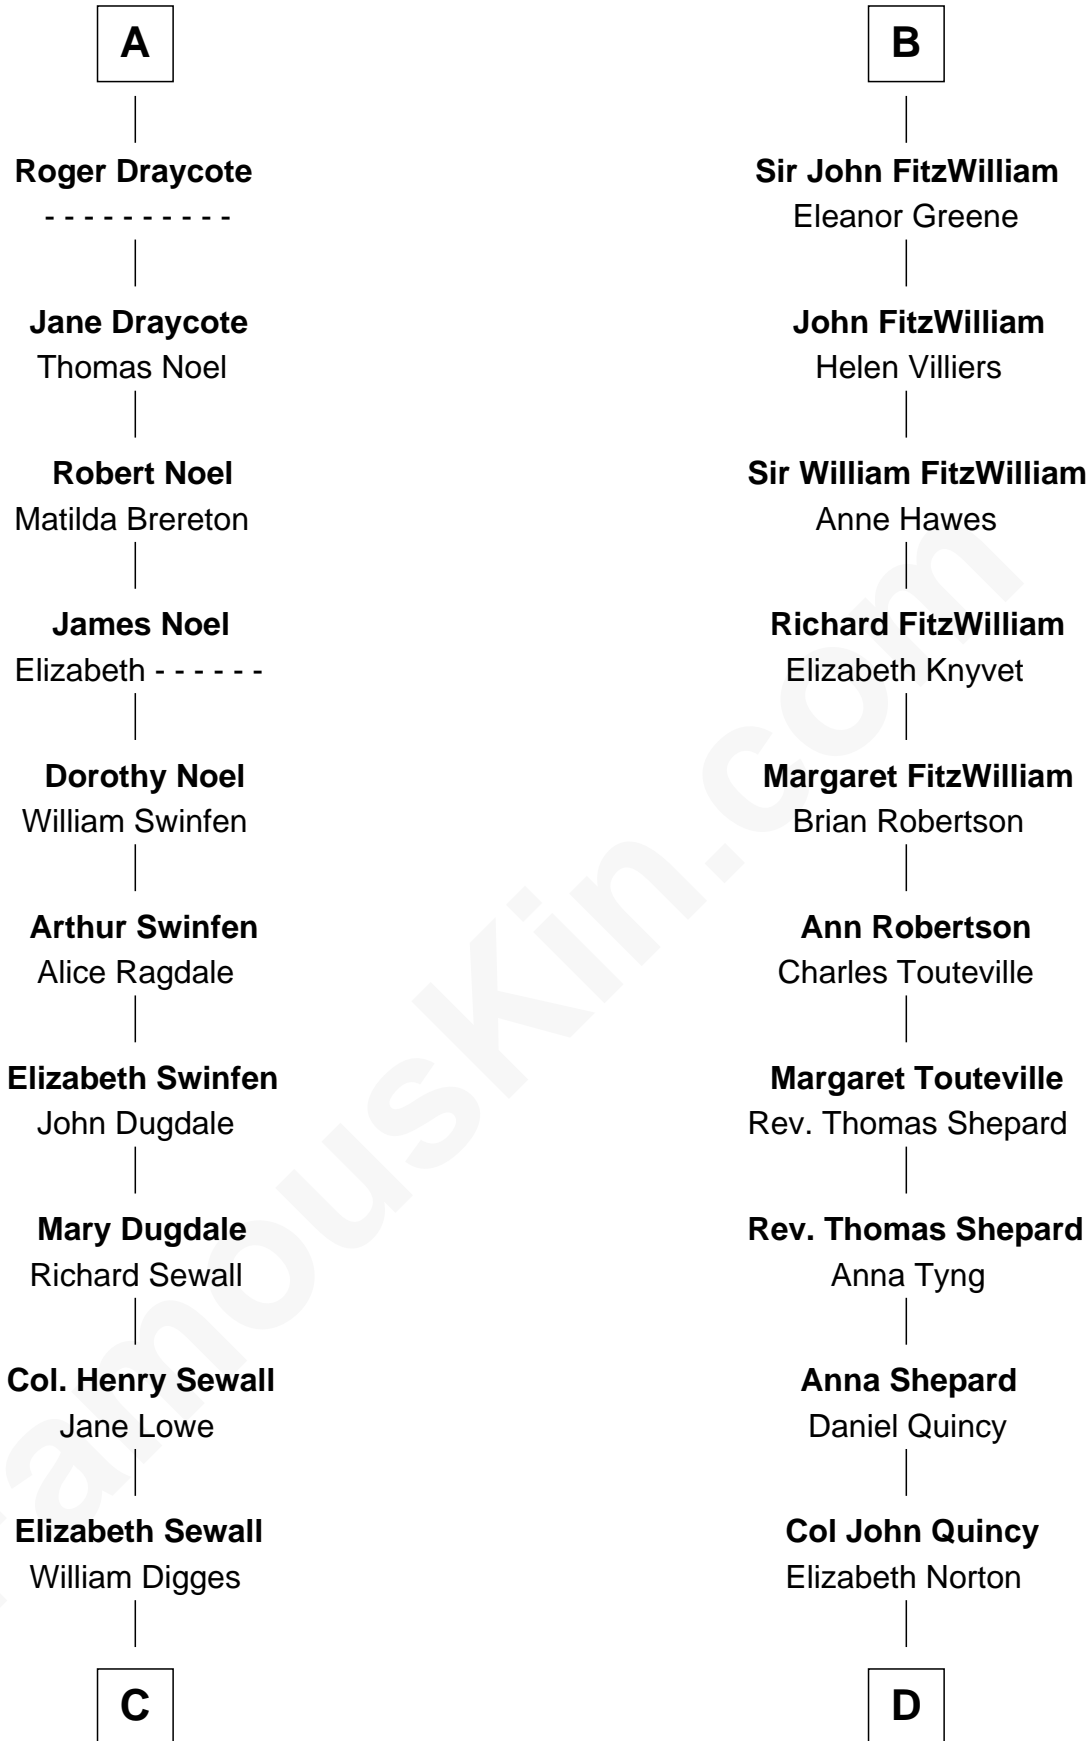 A
Roger Draycote
- - - - - - - - - -
Jane Draycote
Thomas Noel
Robert Noel
Matilda Brereton
James Noel
Elizabeth - - - - - -
Dorothy Noel
William Swinfen
Arthur Swinfen
Alice Ragdale
Elizabeth Swinfen
John Dugdale
Mary Dugdale
Richard Sewall
Col. Henry Sewall
Jane Lowe
Elizabeth Sewall
William Digges
C
B
Sir John FitzWilliam
Eleanor Greene
John FitzWilliam
Helen Villiers
Sir William FitzWilliam
Anne Hawes
Richard FitzWilliam
Elizabeth Knyvet
Margaret FitzWilliam
Brian Robertson
Ann Robertson
Charles Touteville
Margaret Touteville
Rev. Thomas Shepard
Rev. Thomas Shepard
Anna Tyng
Anna Shepard
Daniel Quincy
Col John Quincy
Elizabeth Norton
D
FamousKin.com